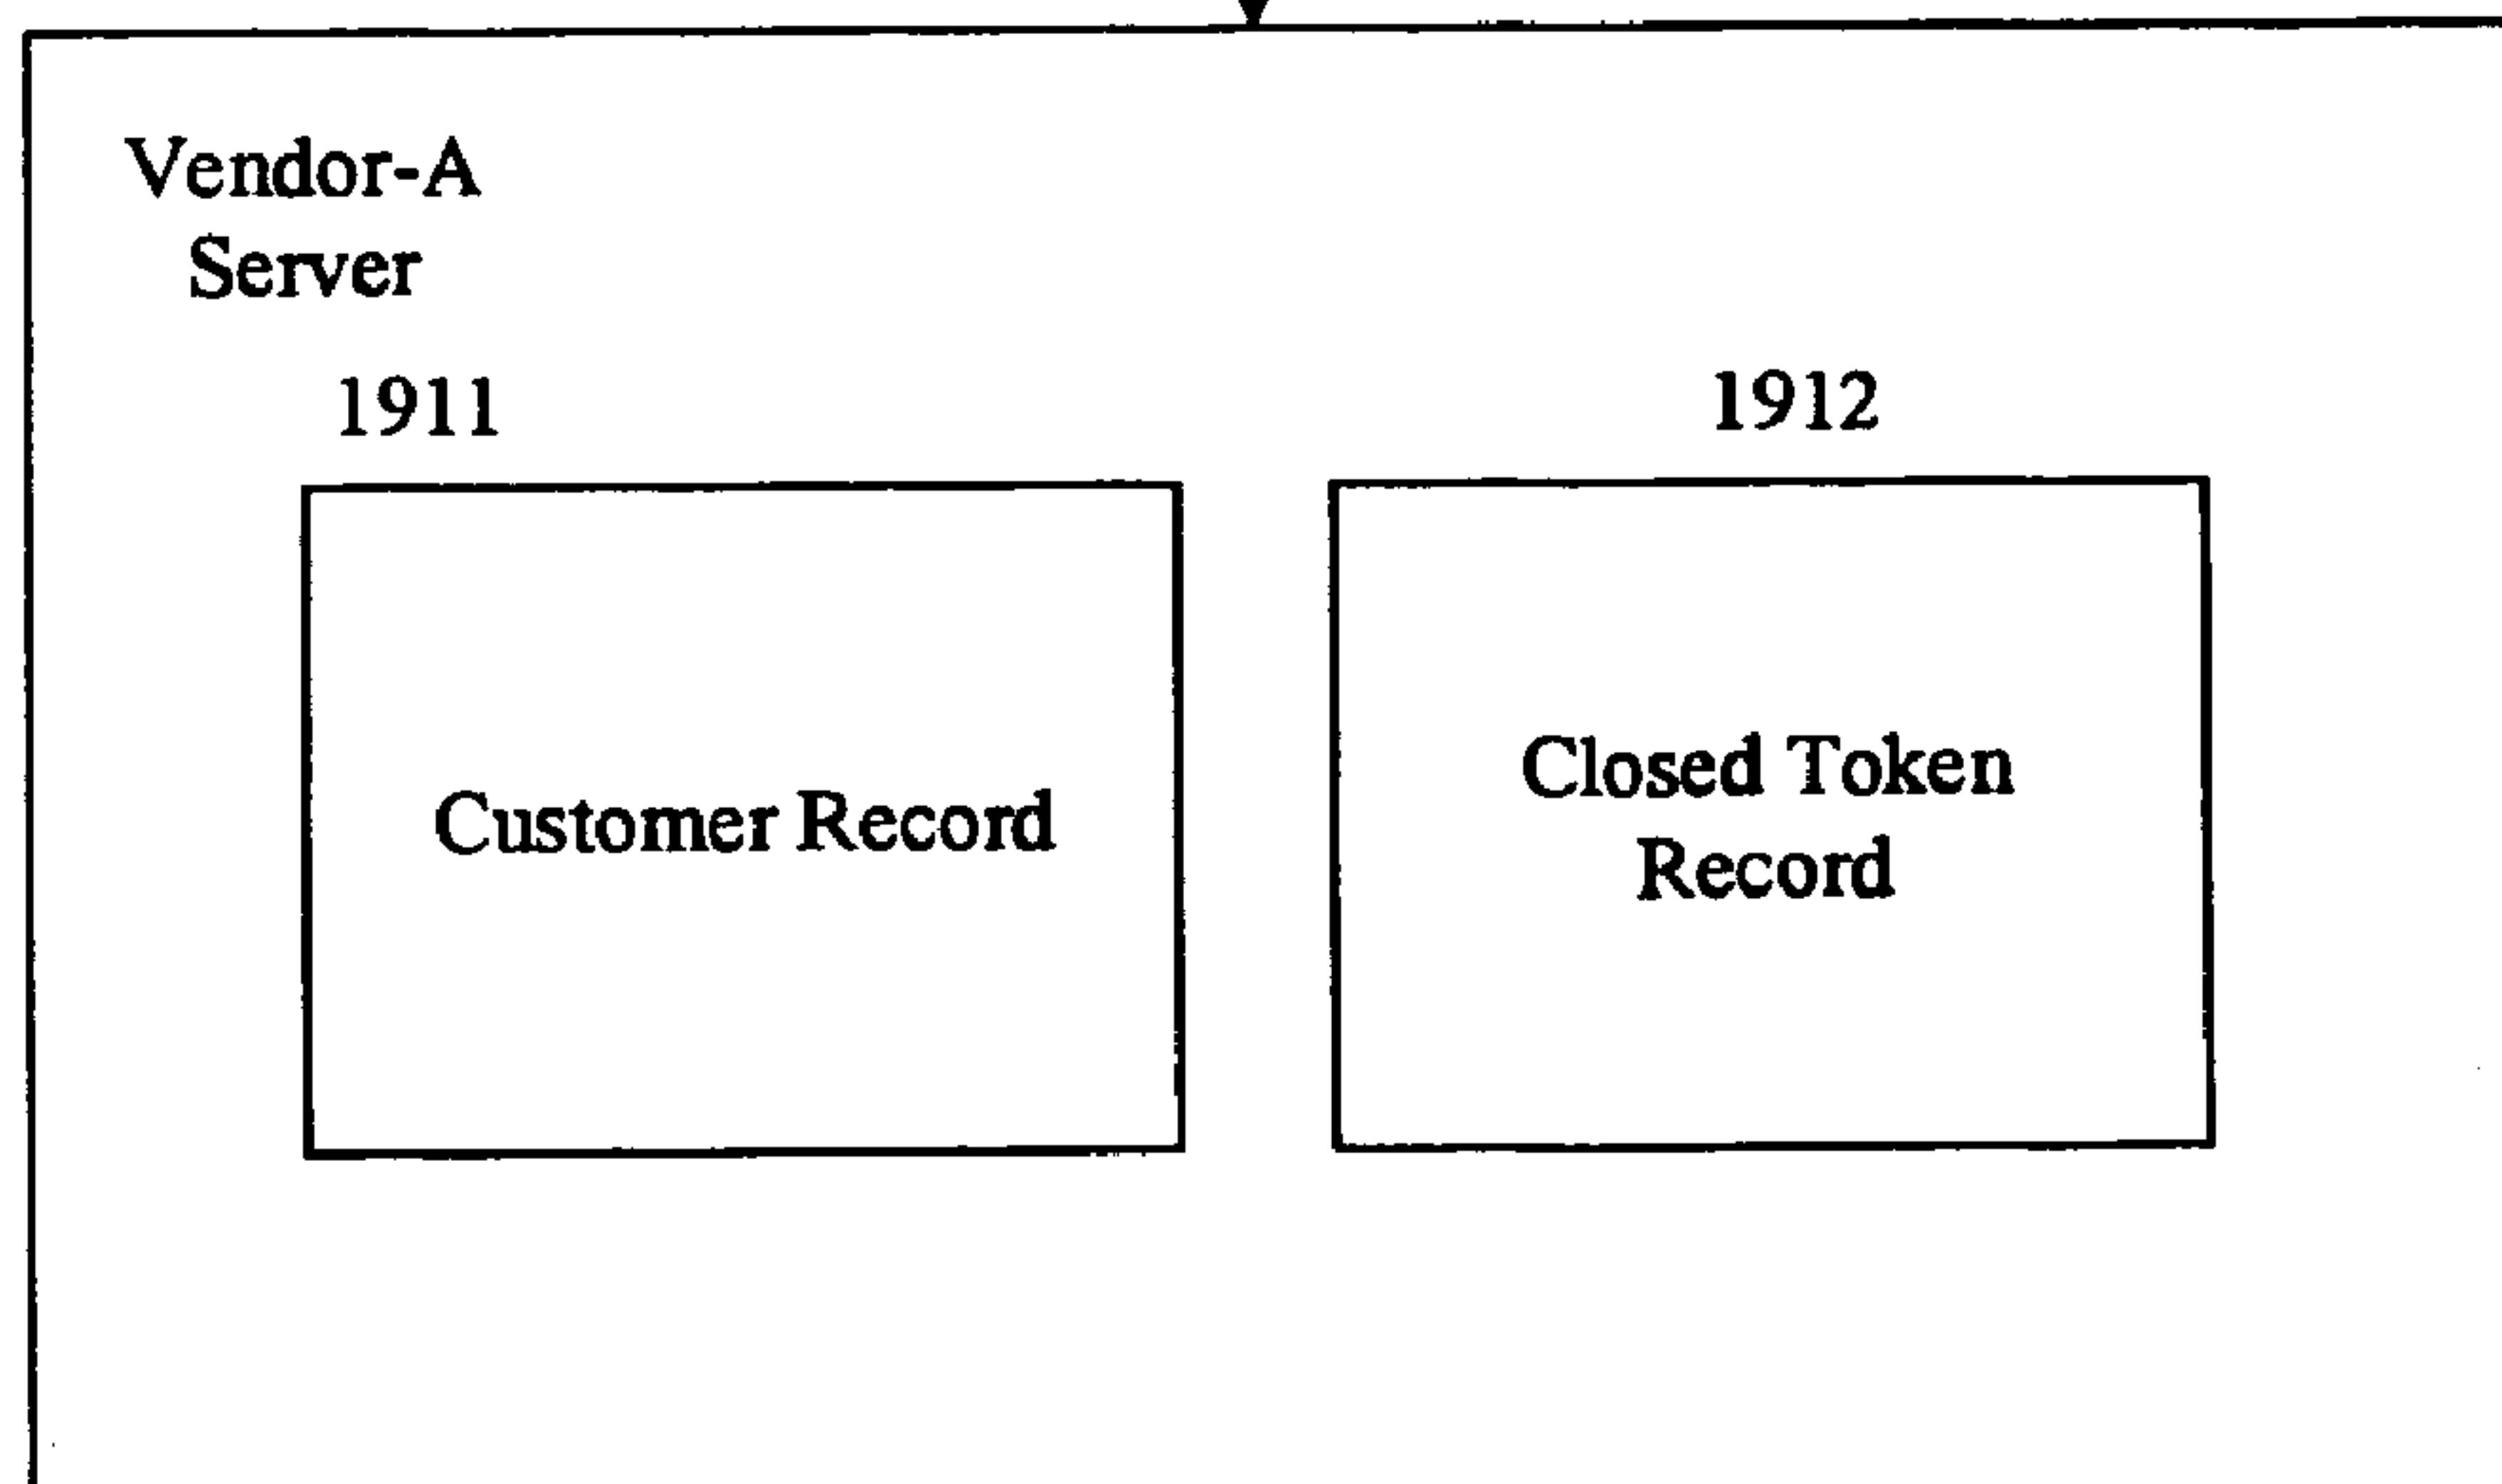 Vendor-A
Server
1911
1912
Customer Record
Closed Token
Record